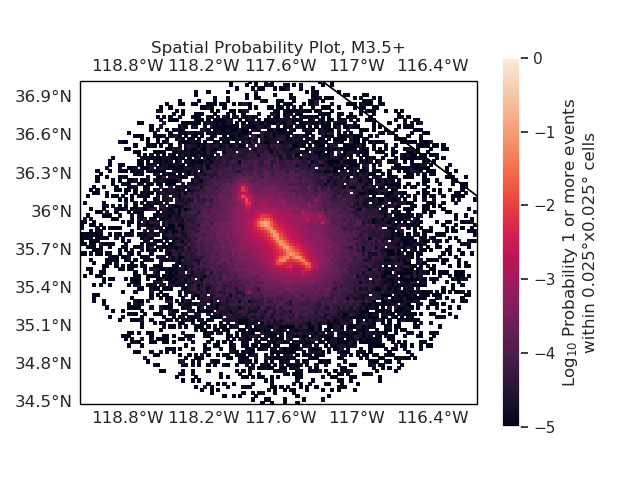 Spatial Probability Plot, M3.5+
118.8°W 118.2°W 117.6°W 117°W 116.4°W
36.9°N
36.6°N
36.3°N
36°N
35.7°N
35.4°N
35.1°N
34.8°N
34.5°N
118.8°W 118.2°W 117.6°W 117°W 116.4°W
0
−1
−2
−3
−4
−5
Log₁₀ Probability 1 or more events
within 0.025°x0.025° cells